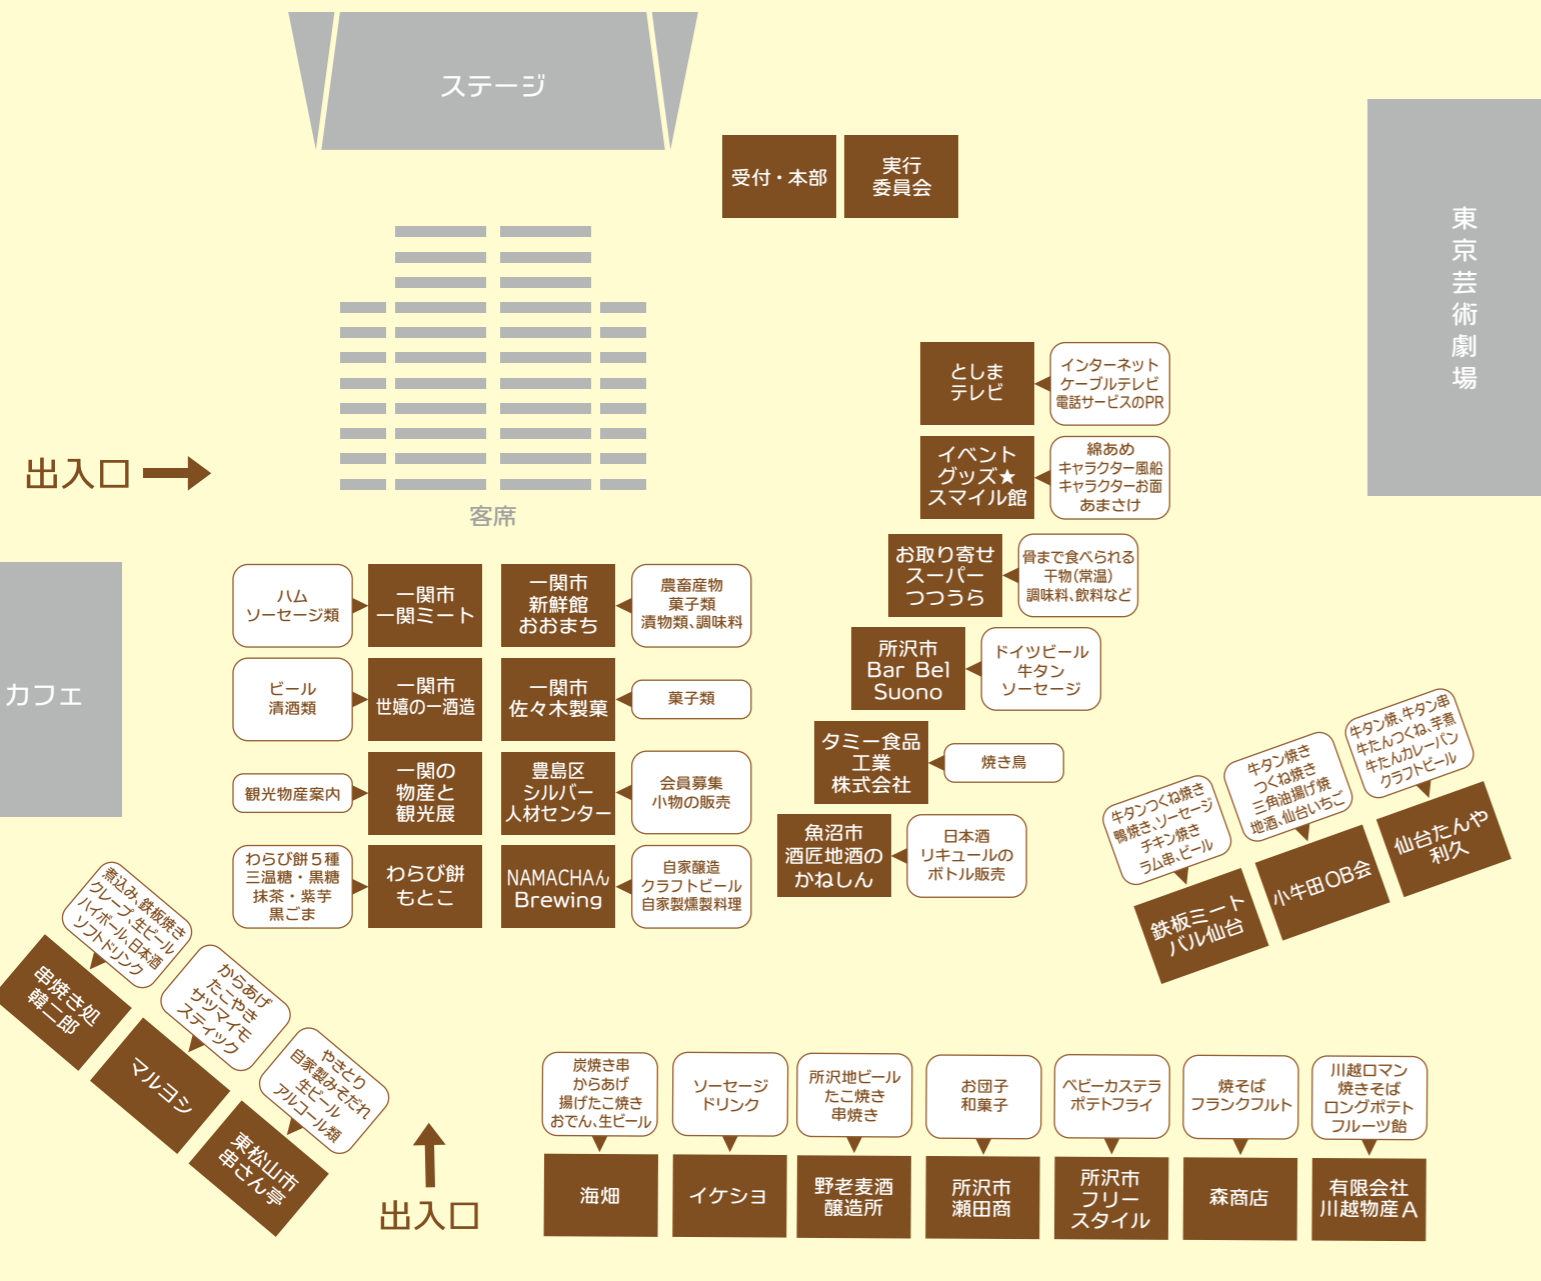 ステージ
受付・本部
実行
委員会
東京芸術劇場
客席
出入口
カフェ
としま
テレビ
インターネット
ケーブルテレビ
電話サービスのPR
イベント
グッズ★
スマイル館
綿あめ
キャラクター風船
キャラクターお面
あまさけ
お取り寄せ
スーパー
つつうら
骨まで食べられる
干物(常温)
調味料、飲料など
所沢市
Bar Bel
Suono
ドイツビール
牛タン
ソーセージ
タミー食品
工業
株式会社
焼き鳥
魚沼市
酒匠地酒の
かねしん
日本酒
リキュールの
ボトル販売
ハム
ソーセージ類
一関市
一関ミート
一関市
新鮮館
おおまち
農畜産物
菓子類
漬物類、調味料
ビール
清酒類
一関市
世嬉の一酒造
一関市
佐々木製菓
菓子類
観光物産案内
一関の
物産と
観光展
豊島区
シルバー
人材センター
会員募集
小物の販売
わらび餅5種
三温糖・黒糖
抹茶・紫芋
黒ごま
わらび餅
もとこ
NAMACHAん
Brewing
自家醸造
クラフトビール
自家製燻製料理
牛タンつくね焼き
鴨焼き、ソーセージ
チキン焼き
ラム串、ビール
鉄板ミート
バル仙台
牛タン焼き
つくね焼き
三角油揚げ焼
地酒、仙台いちご
小牛田OB会
牛タン焼、牛タン串
牛たんつくね、芋煮
牛たんカレーパン
クラフトビール
仙台たんや
利久
煮込み、鉄板焼き
クレープ、生ビール
ハイボール、日本酒
ソフトドリンク
串焼き処
韓二郎
からあげ
たこやき
サツマイモ
スティック
マルヨシ
やきとり
自家製みそだれ
生ビール
アルコール類
東松山市
串さん亭
出入口
炭焼き串
からあげ
揚げたこ焼き
おでん、生ビール
海畑
ソーセージ
ドリンク
イケショ
所沢地ビール
たこ焼き
串焼き
野老麦酒
醸造所
お団子
和菓子
所沢市
瀬田商
ベビーカステラ
ポテトフライ
所沢市
フリー
スタイル
焼そば
フランクフルト
森商店
川越ロマン
焼きそば
ロングポテト
フルーツ飴
有限会社
川越物産A